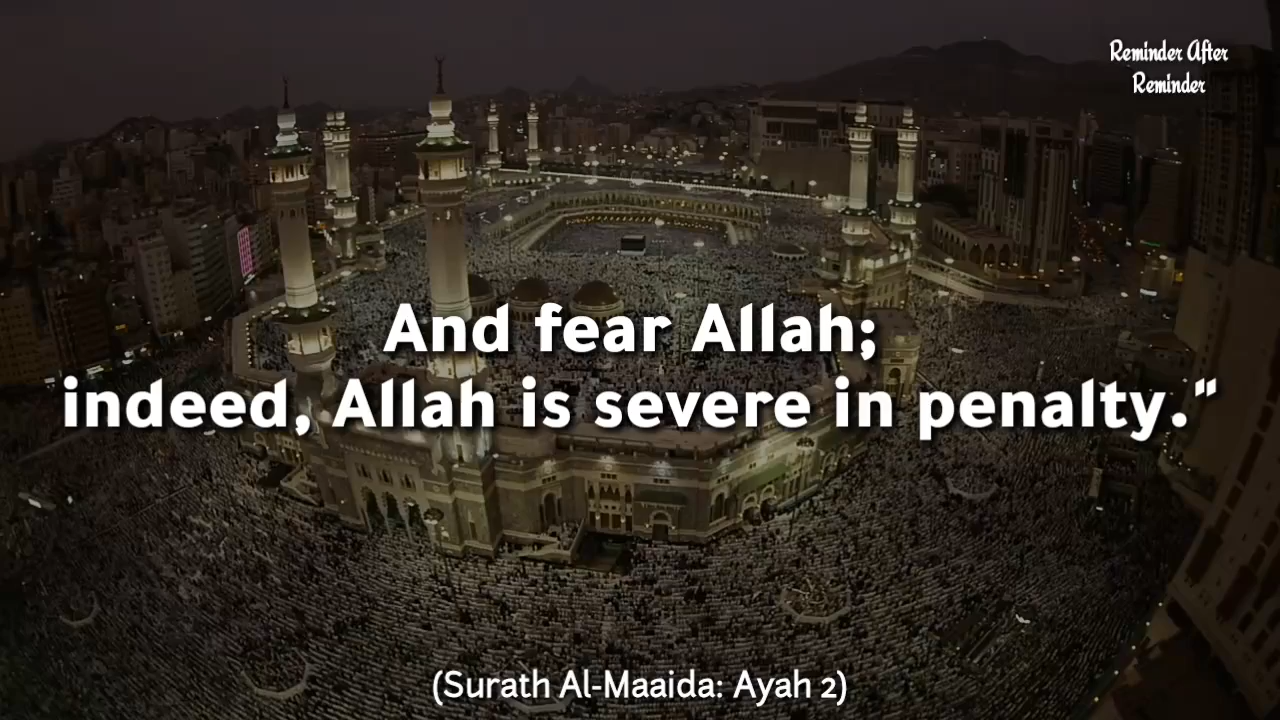 Reminder After
Reminder
And fear Allah;
indeed, Allah is severe in penalty."
(Surath Al-Maaida: Ayah 2)